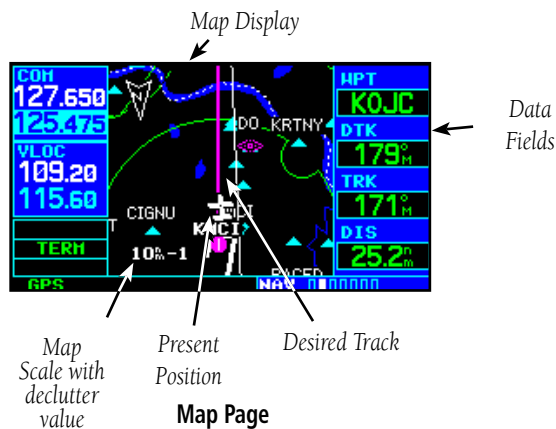 Map Display
COM
127.650
125.475
VLOC
109.20
115.60
TERM
GPS
DO
KRTNY
CIGNU
KMCI
10nm-1
NAV
WPT
KOJC
DTK
179°M
TRK
171°M
DIS
25.2nm
Data
Fields
Map
Scale with
declutter
value
Present
Position
Desired Track
Map Page